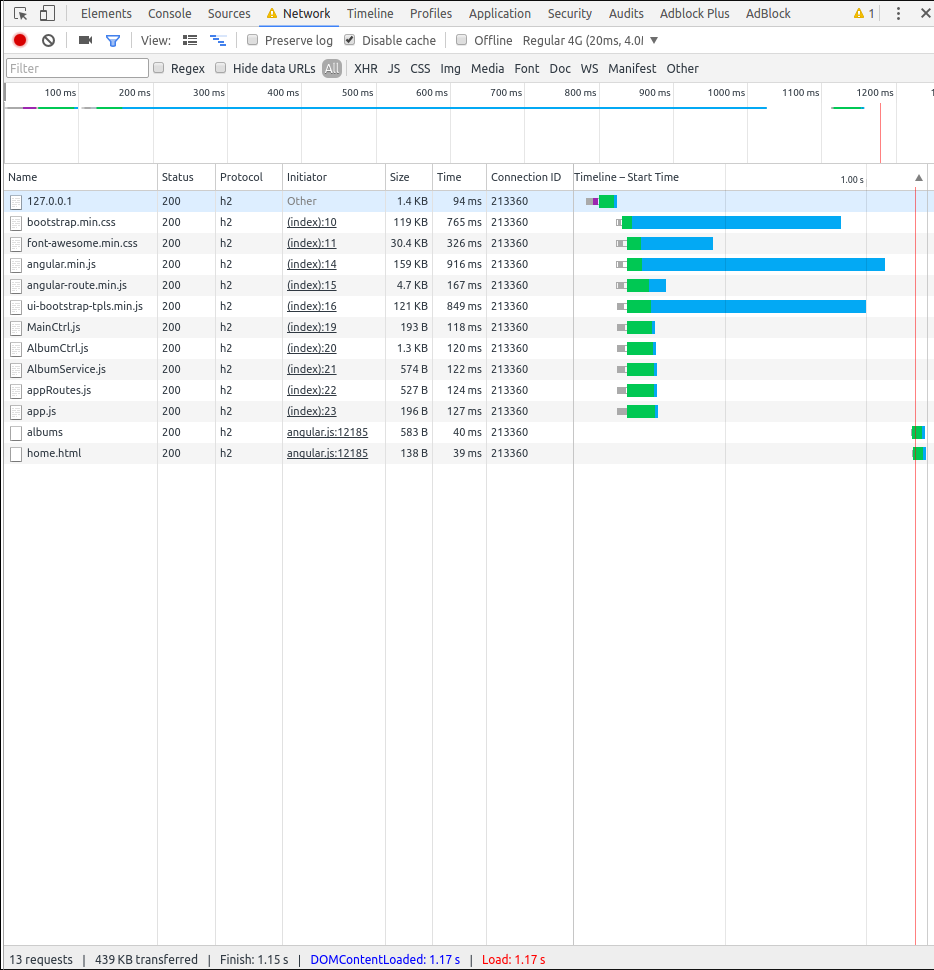 Elements Console Sources Network Timeline Profiles Application Security Audits Adblock Plus AdBlock 1
View: Preserve log Disable cache Offline Regular 4G (20ms, 4.0
Filter Regex Hide data URLs All XHR JS CSS Img Media Font Doc WS Manifest Other
100 ms 200 ms 300 ms 400 ms 500 ms 600 ms 700 ms 800 ms 900 ms 1000 ms 1100 ms 1200 ms 1
Name Status Protocol Initiator Size Time Connection ID Timeline – Start Time 1.00 s
127.0.0.1 200 h2 Other 1.4 KB 94 ms 213360
bootstrap.min.css 200 h2 (index):10 119 KB 765 ms 213360
font-awesome.min.css 200 h2 (index):11 30.4 KB 326 ms 213360
angular.min.js 200 h2 (index):14 159 KB 916 ms 213360
angular-route.min.js 200 h2 (index):15 4.7 KB 167 ms 213360
ui-bootstrap-tpls.min.js 200 h2 (index):16 121 KB 849 ms 213360
MainCtrl.js 200 h2 (index):19 193 B 118 ms 213360
AlbumCtrl.js 200 h2 (index):20 1.3 KB 120 ms 213360
AlbumService.js 200 h2 (index):21 574 B 122 ms 213360
appRoutes.js 200 h2 (index):22 527 B 124 ms 213360
app.js 200 h2 (index):23 196 B 127 ms 213360
albums 200 h2 angular.js:12185 583 B 40 ms 213360
home.html 200 h2 angular.js:12185 138 B 39 ms 213360
13 requests | 439 KB transferred | Finish: 1.15 s | DOMContentLoaded: 1.17 s | Load: 1.17 s